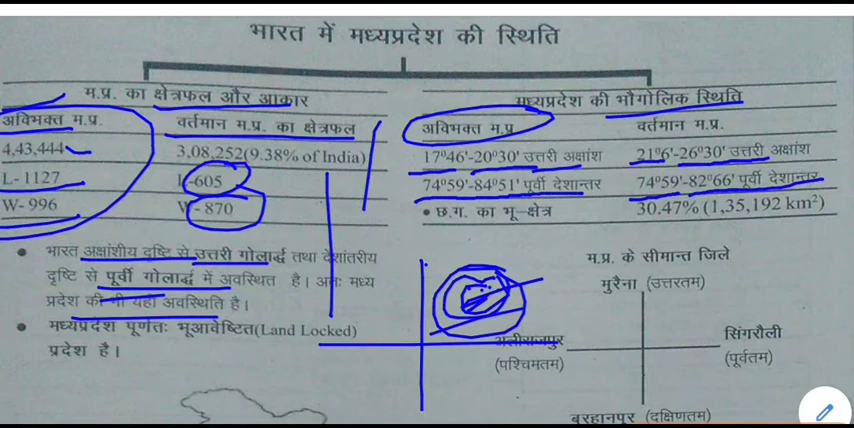 भारत में मध्यप्रदेश की स्थिति
म.प्र. का क्षेत्रफल और आकार
अविभक्त म.प्र. वर्तमान म.प्र. का क्षेत्रफल
4,43,444 3,08,252(9.38% of India)
L- 1127 L-605
W- 996 W- 870
मध्यप्रदेश की भौगोलिक स्थिति
अविभक्त म.प्र वर्तमान म.प्र.
17°46'-20°30' उत्तरी अक्षांश 21°6'-26°30' उत्तरी अक्षांश
74°59'-84°51' पूर्वी देशान्तर 74°59'-82°66' पूर्वी देशान्तर
• छ.ग. का भू-क्षेत्र 30.47% (1,35,192 km²)
• भारत अक्षांशीय दृष्टि से उत्तरी गोलार्द्ध तथा देशांतरीय
दृष्टि से पूर्वी गोलार्द्ध में अवस्थित है। अतः मध्य
प्रदेश की भी यही अवस्थिति है।
• मध्यप्रदेश पूर्णतः भूआवेष्टित(Land Locked)
प्रदेश है।
म.प्र. के सीमान्त जिले
मुरैना (उत्तरतम)
अलीराजपुर
(पश्चिमतम)
सिंगरौली
(पूर्वतम)
बुरहानपुर (दक्षिणतम)